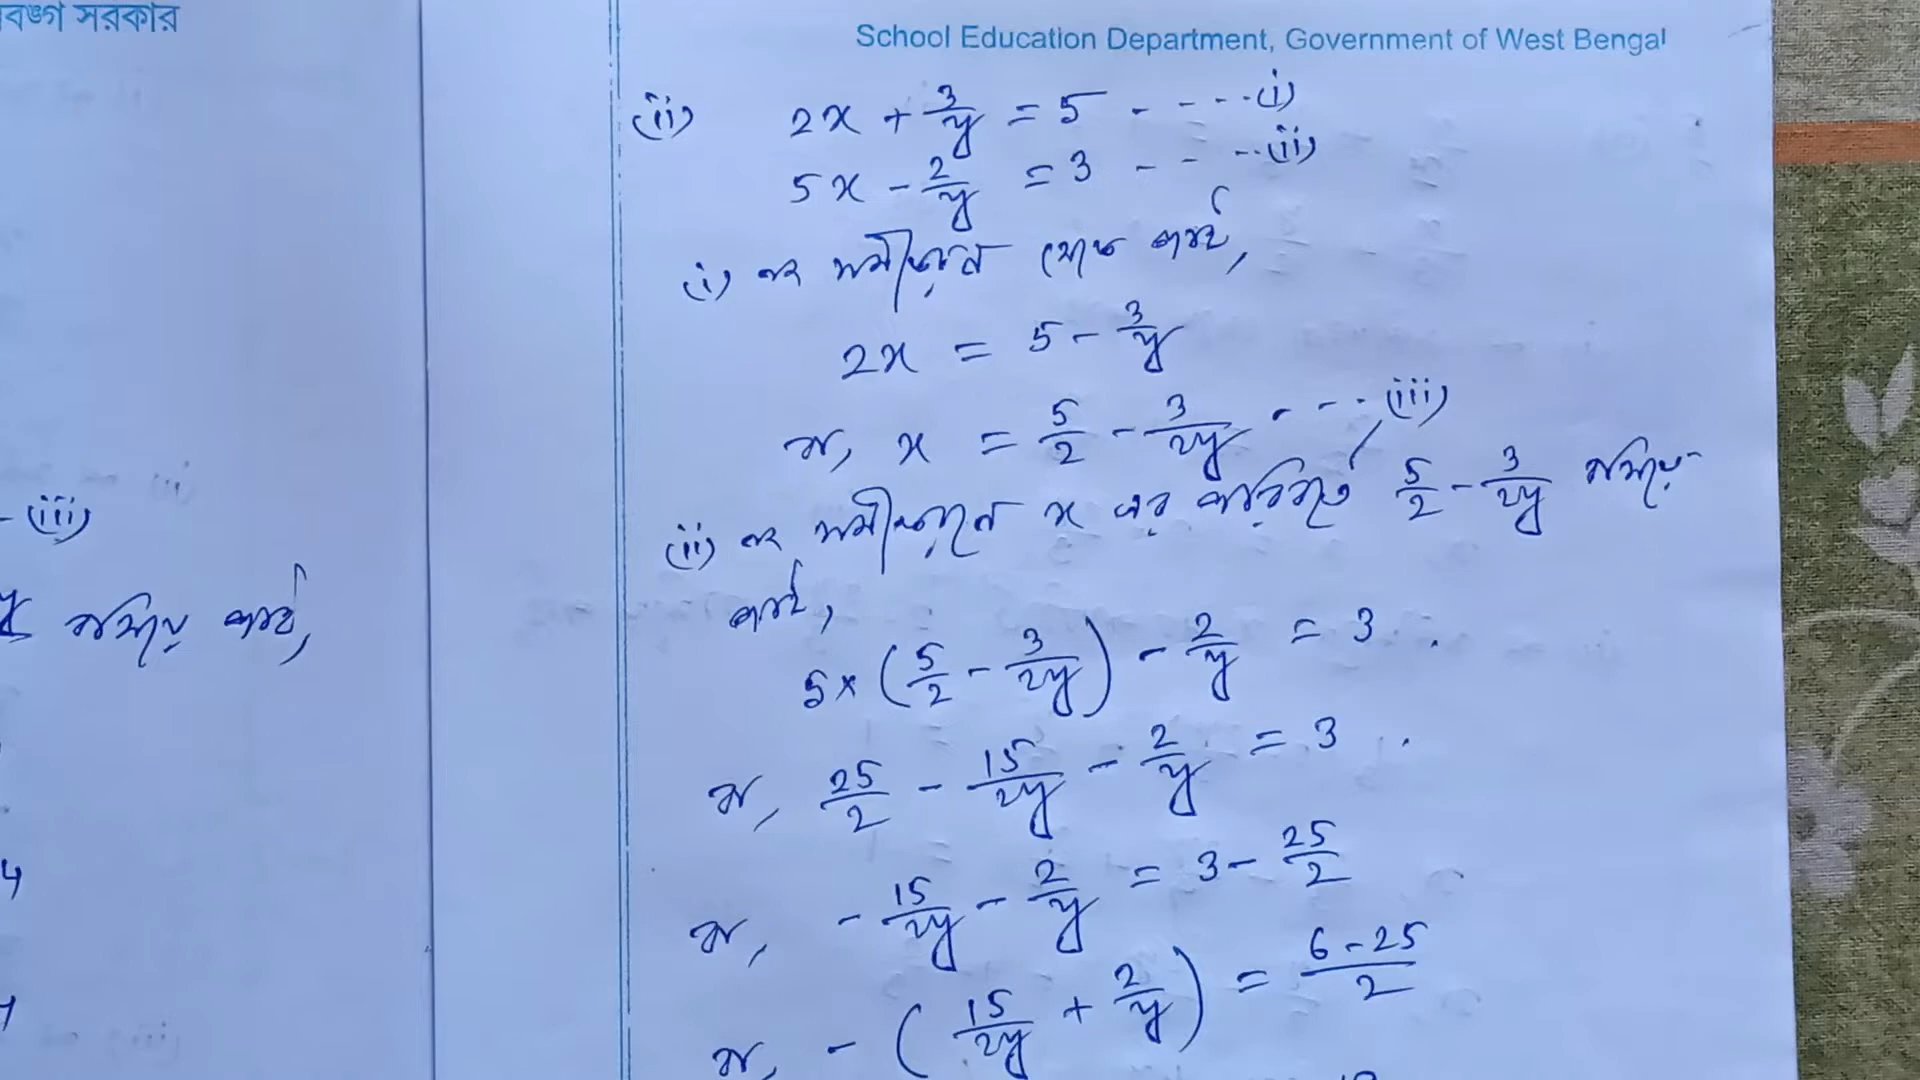 বঙ্গ সরকার
School Education Department, Government of West Bengal
(ii) 2x + 3/y = 5 - - - - (i)
5x - 2/y = 3 - - - - (ii)
(i) নং সমীকরণ থেকে পাই,
2x = 5 - 3/y
বা, x = 5/2 - 3/2y - - - (iii)
(ii) নং সমীকরণে x এর পরিবর্তে 5/2 - 3/2y বসিয়ে
পাই,
5 × (5/2 - 3/2y) - 2/y = 3
বা, 25/2 - 15/2y - 2/y = 3
বা, - 15/2y - 2/y = 3 - 25/2
বা, - (15/2y + 2/y) = 6 - 25/2
- (iii)
বসিয়ে পাই,
4